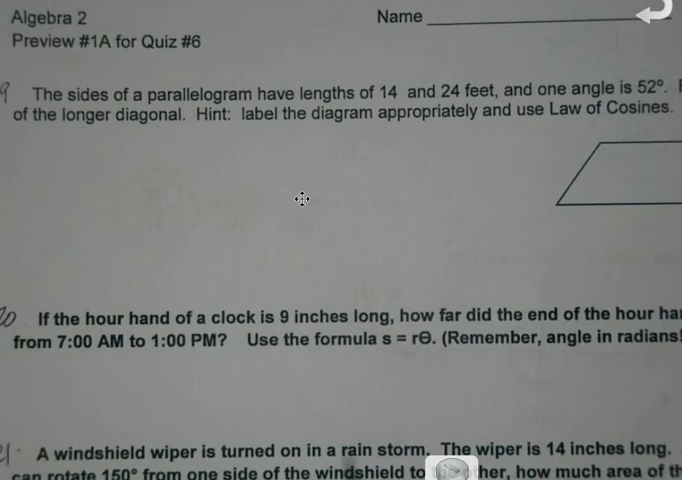 Algebra 2 Name
Preview #1A for Quiz #6
9 The sides of a parallelogram have lengths of 14 and 24 feet, and one angle is 52º.
of the longer diagonal. Hint: label the diagram appropriately and use Law of Cosines.
20 If the hour hand of a clock is 9 inches long, how far did the end of the hour
from 7:00 AM to 1:00 PM? Use the formula s = rΘ. (Remember, angle in radians!
21 A windshield wiper is turned on in a rain storm. The wiper is 14 inches long.
can rotate 150° from one side of the windshield to how much area of